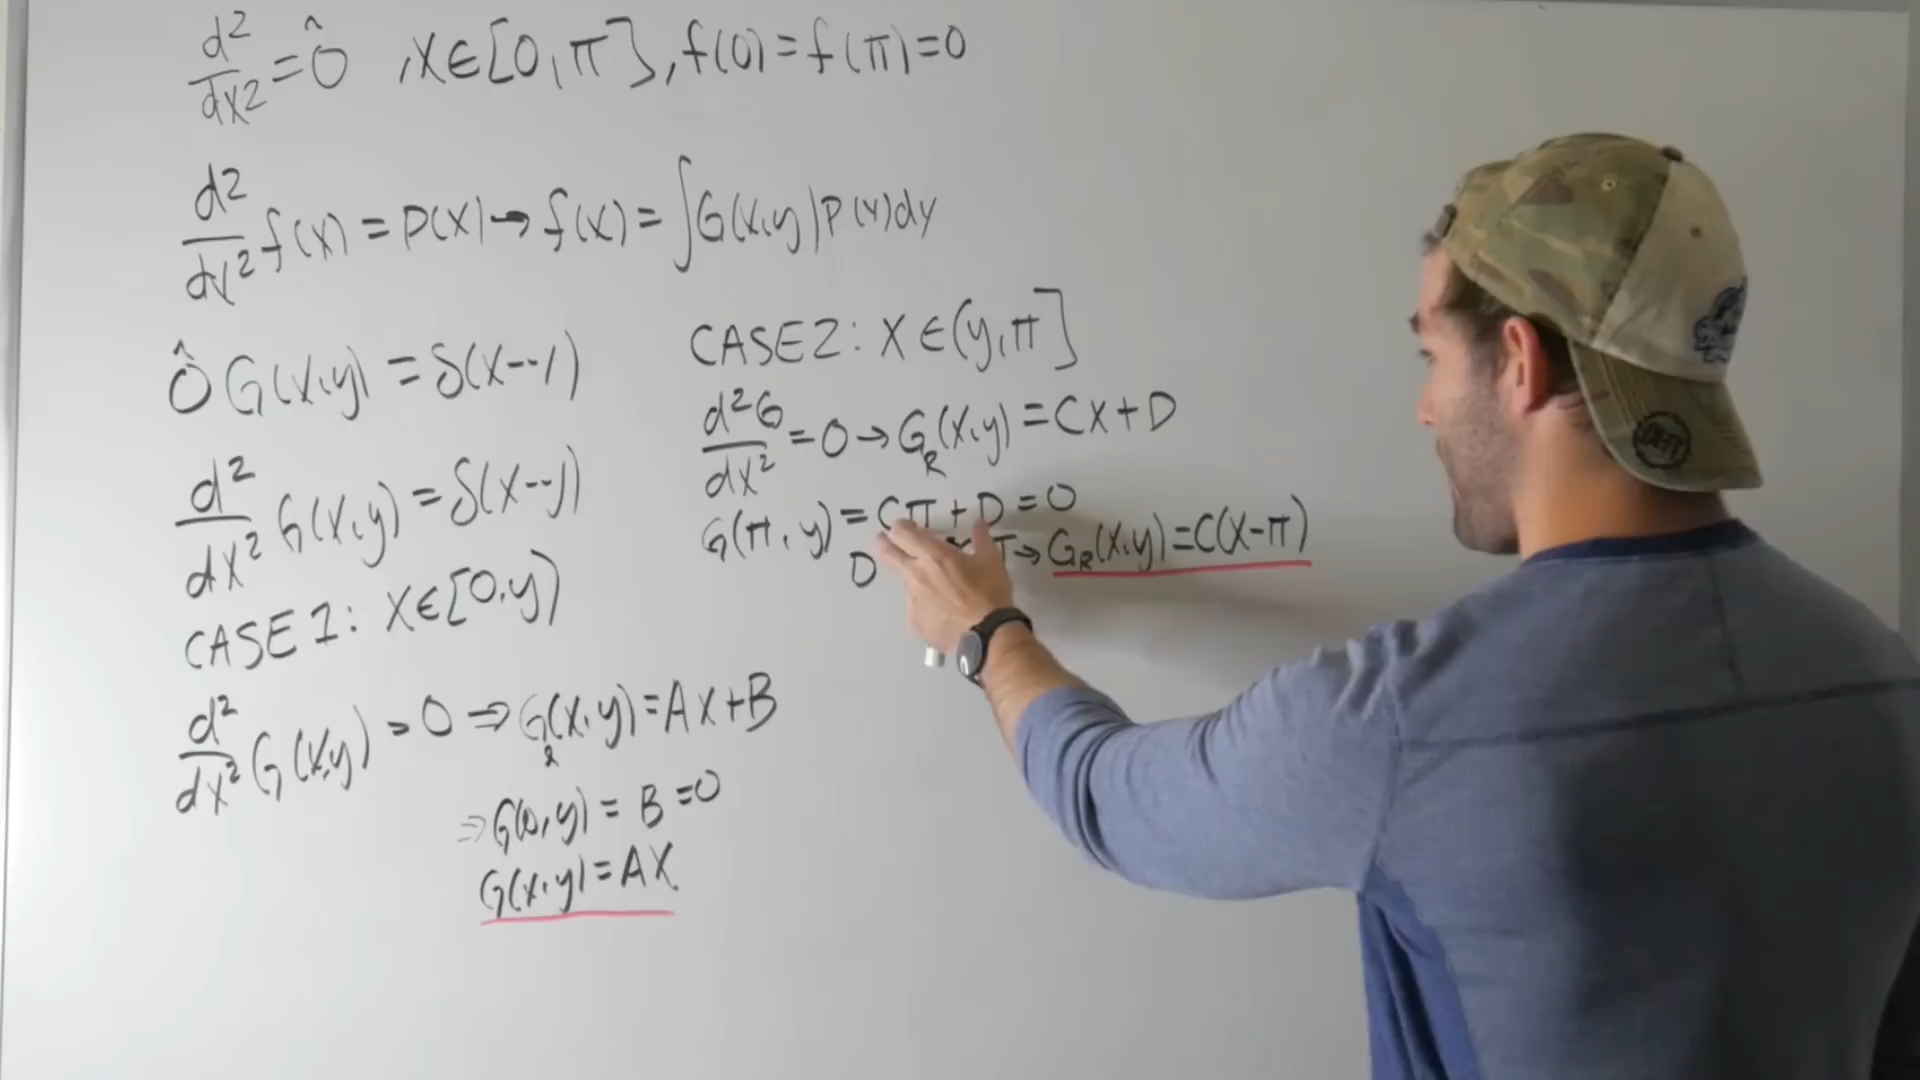 d²/dx² = Ô , x∈[0,π], f(0)=f(π)=0
d²/dx² f(x) = P(x) → f(x) = ∫G(x,y)P(y)dy
Ô G(x,y) = δ(x-y)
d²/dx² G(x,y) = δ(x-y)
CASE 1: x∈[0,y)
d²/dx² G(x,y) = 0 ⇒ G (x,y)=Ax+B
⇒ G(0,y) = B = 0
G(x,y) = Ax
CASE 2: x∈(y,π]
d²G/dx² = 0 → G_R(x,y) = Cx+D
G(π,y) = Cπ+D = 0
D → G_R(x,y)=C(x-π)